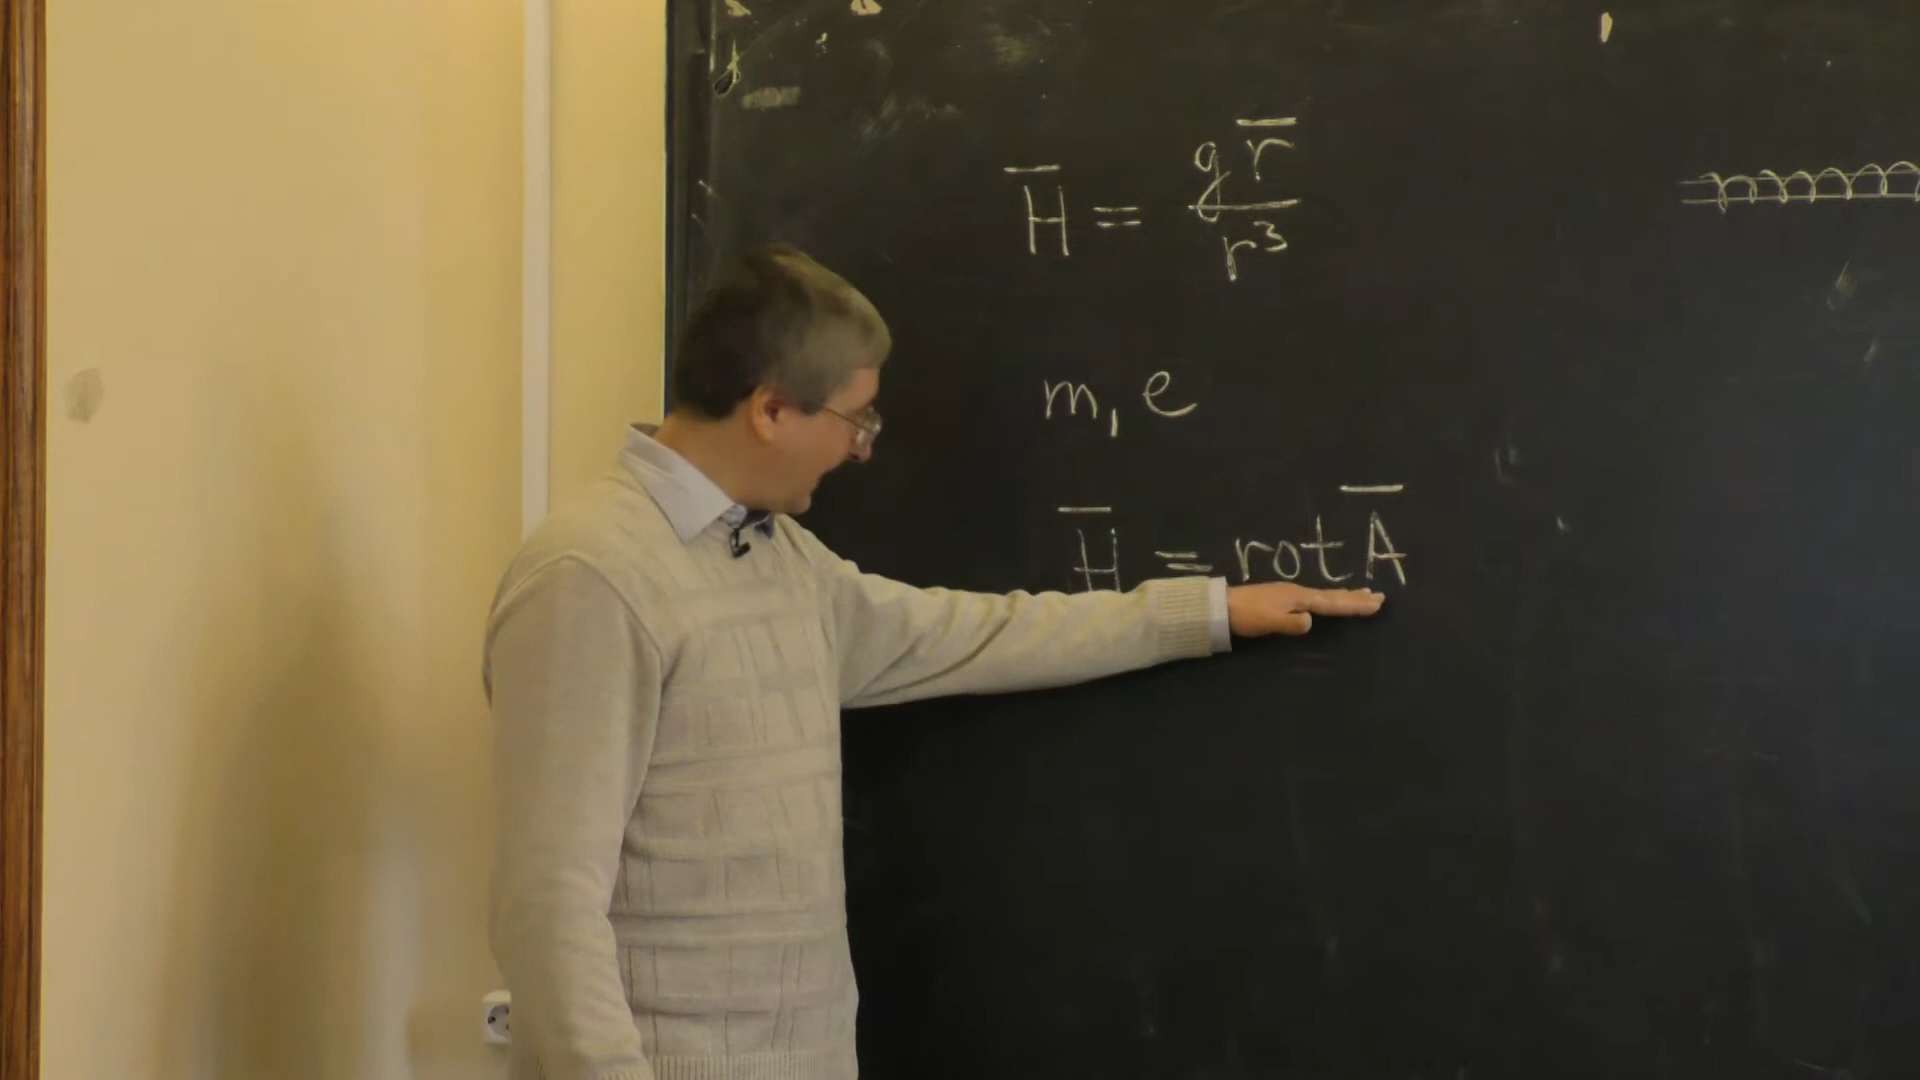 H̅ = g r̅ / r³
m, e
H̅ = rot A̅